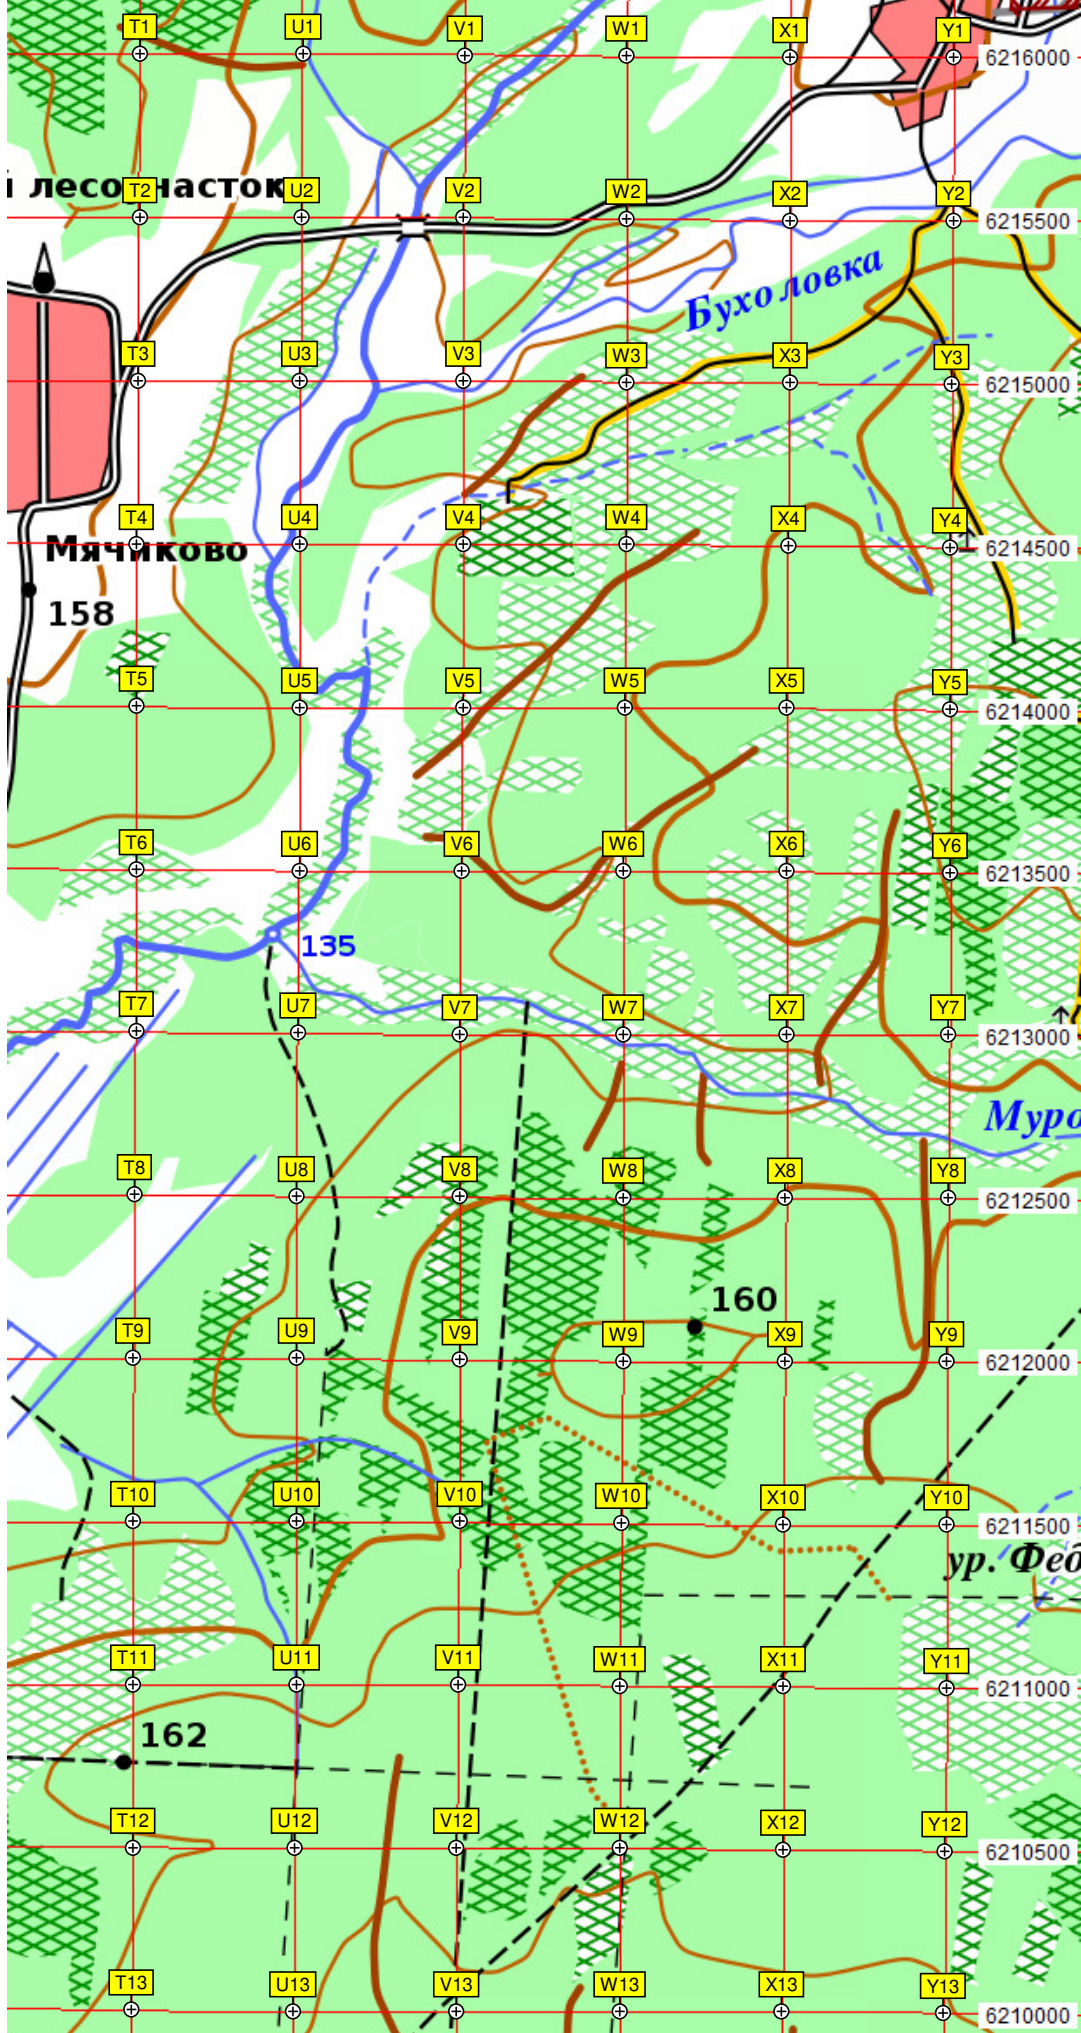 T1 U1 V1 W1 X1 Y1
6216000
й лесо насток
T2 U2 V2 W2 X2 Y2
6215500
Бухоловка
T3 U3 V3 W3 X3 Y3
6215000
T4 U4 V4 W4 X4 Y4
Мячиково
6214500
158
T5 U5 V5 W5 X5 Y5
6214000
T6 U6 V6 W6 X6 Y6
6213500
135
T7 U7 V7 W7 X7 Y7
6213000
Муро
T8 U8 V8 W8 X8 Y8
6212500
160
T9 U9 V9 W9 X9 Y9
6212000
T10 U10 V10 W10 X10 Y10
6211500
ур. Фед
T11 U11 V11 W11 X11 Y11
6211000
162
T12 U12 V12 W12 X12 Y12
6210500
T13 U13 V13 W13 X13 Y13
6210000